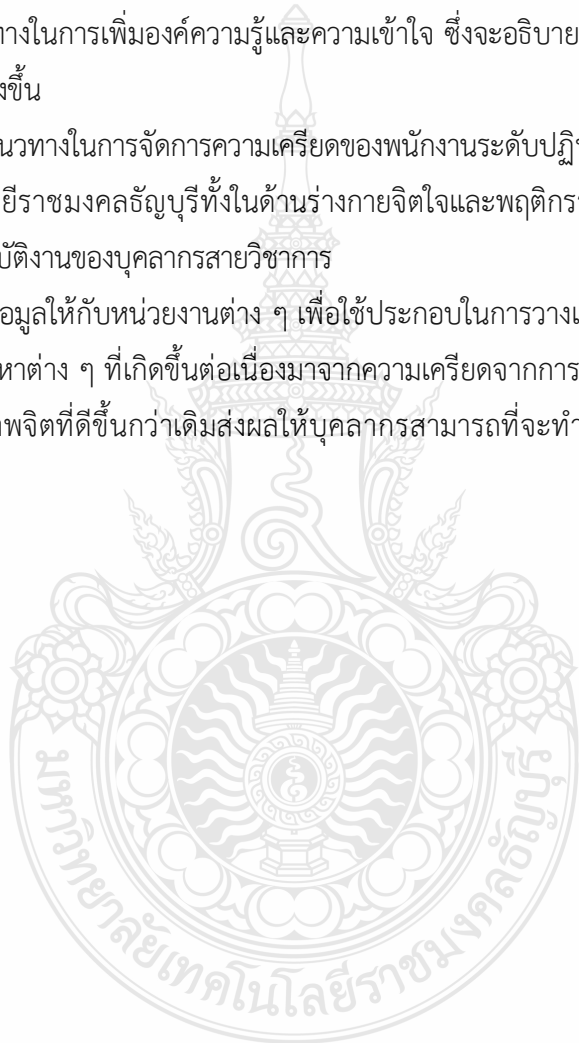 ทางในการเพิ่มองค์ความรู้และความเข้าใจ ซึ่งจะอธิบาย
งขึ้น
นวทางในการจัดการความเครียดของพนักงานระดับปฏิ
ยีราชมงคลธัญบุรีทั้งในด้านร่างกายจิตใจและพฤติกร
บัติงานของบุคลากรสายวิชาการ
อมูลให้กับหน่วยงานต่าง ๆ เพื่อใช้ประกอบในการวาง
หาต่าง ๆ ที่เกิดขึ้นต่อเนื่องมาจากความเครียดจากการ
าพจิตที่ดีขึ้นกว่าเดิมส่งผลให้บุคลากรสามารถที่จะทำ
มหาวิทยาลัยเทคโนโลยีราชมงคลธัญบุรี